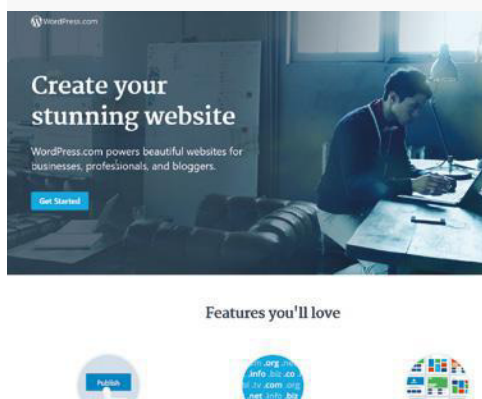 WordPress.com
Create your
stunning website
WordPress.com powers beautiful websites for
businesses, professionals, and bloggers.
Get Started
Features you'll love
Publish
.org
.info .biz .co
.tv .com .org
.net .info .biz